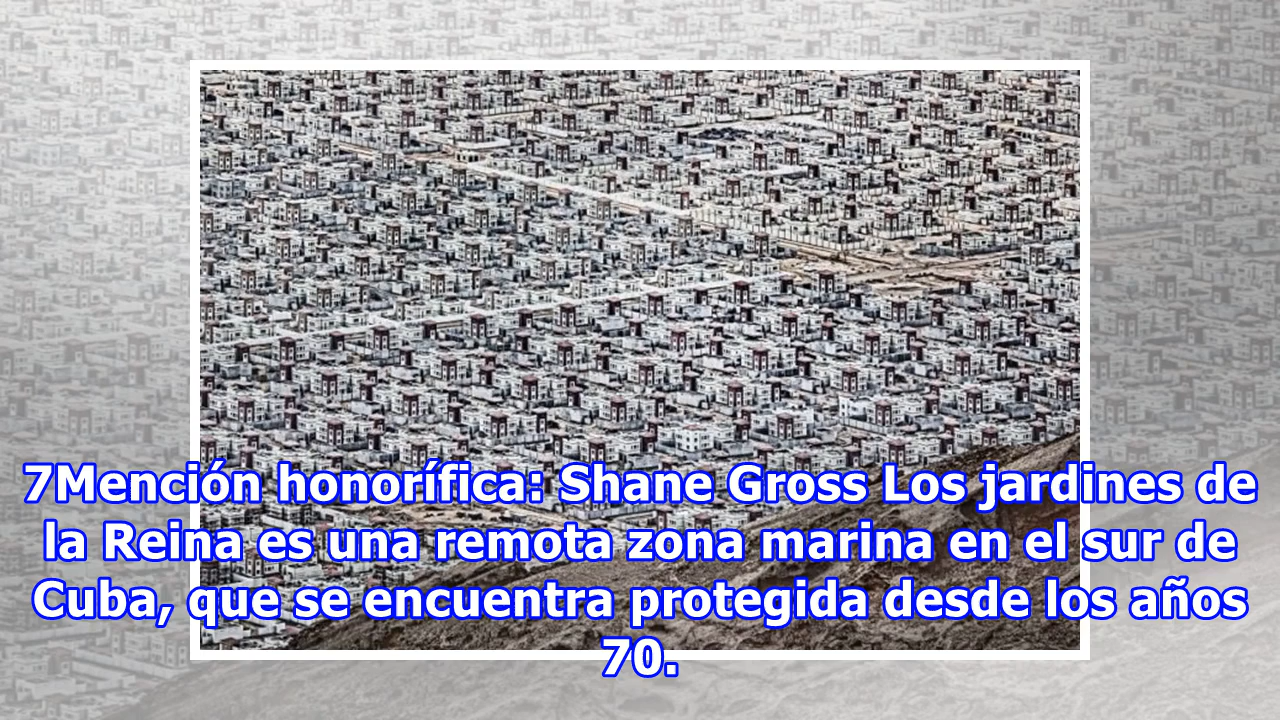 7Mención honorífica: Shane Gross Los jardines de
la Reina es una remota zona marina en el sur de
Cuba, que se encuentra protegida desde los años
70.